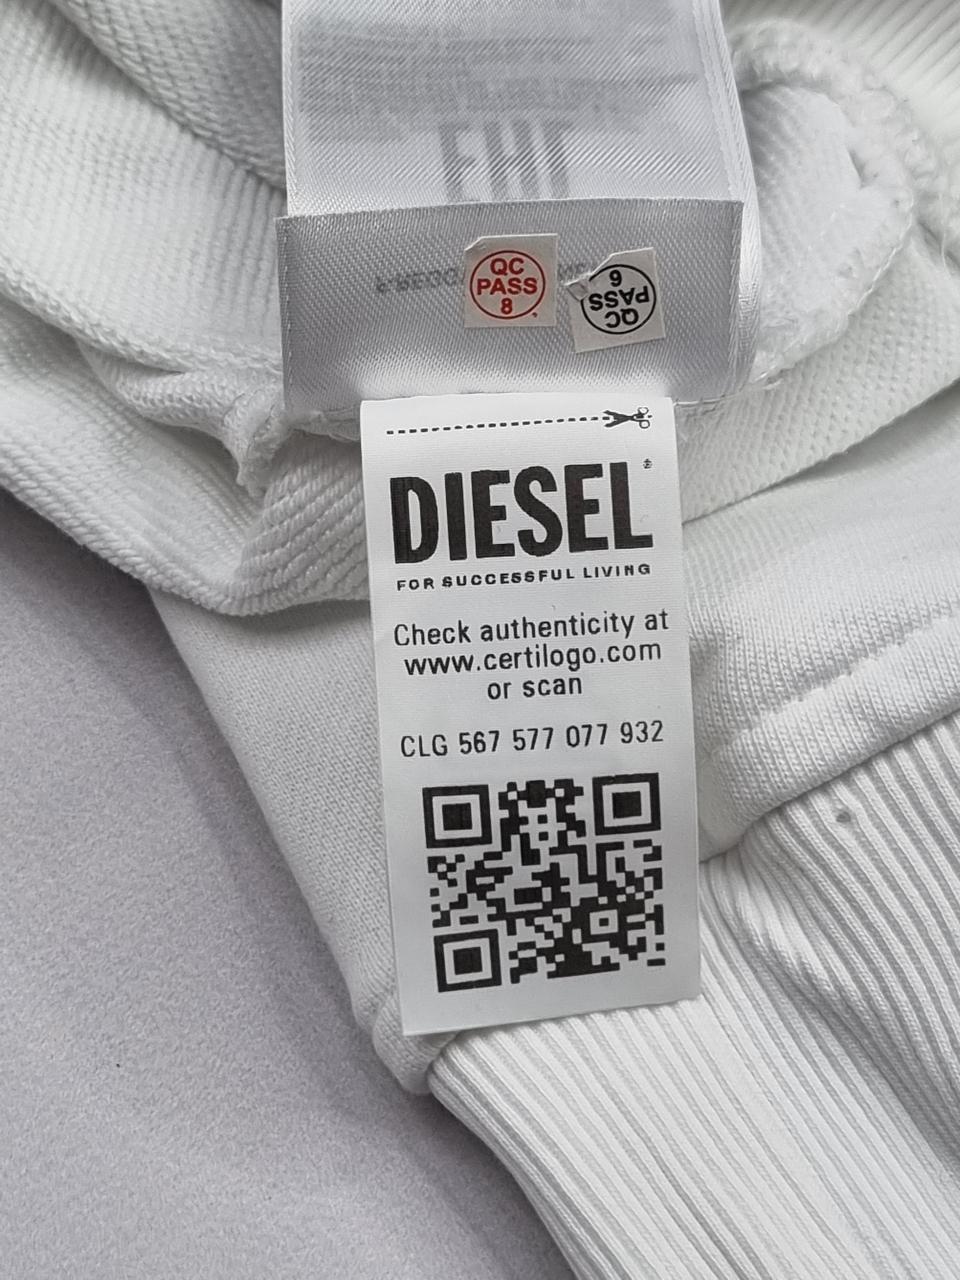 QC
PASS
8
6
PASS
QC
DIESEL
FOR SUCCESSFUL LIVING
Check authenticity at
www.certilogo.com
or scan
CLG 567 577 077 932